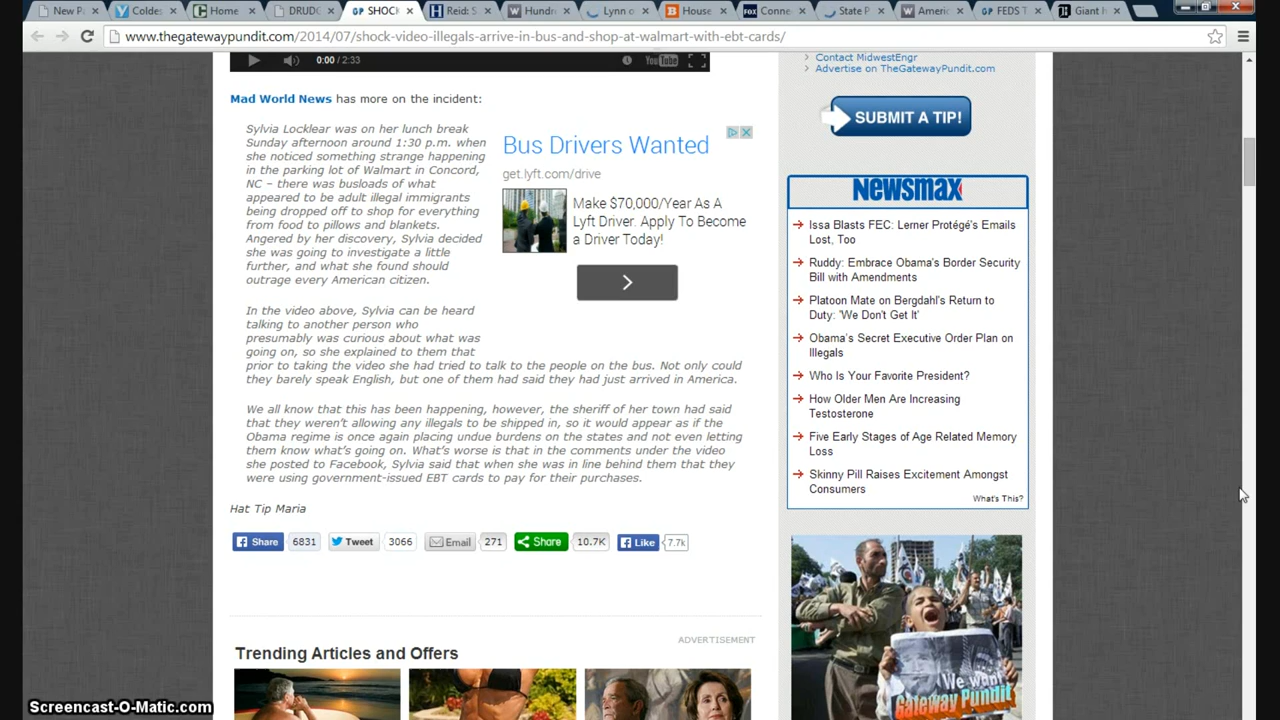 New P
Coldes
Home
DRUDG
GP SHOCK
Reid: S
Hundr
Lynn o
House
FOX Conne
State P
Ameri
GP FEDS T
Giant h
www.thegatewaypundit.com/2014/07/shock-video-illegals-arrive-in-bus-and-shop-at-walmart-with-ebt-cards/
0:00 / 2:33
YouTube
Mad World News has more on the incident:
Sylvia Locklear was on her lunch break
Sunday afternoon around 1:30 p.m. when
she noticed something strange happening
in the parking lot of Walmart in Concord,
NC – there was busloads of what
appeared to be adult illegal immigrants
being dropped off to shop for everything
from food to pillows and blankets.
Angered by her discovery, Sylvia decided
she was going to investigate a little
further, and what she found should
outrage every American citizen.
In the video above, Sylvia can be heard
talking to another person who
presumably was curious about what was
going on, so she explained to them that
prior to taking the video she had tried to talk to the people on the bus. Not only could
they barely speak English, but one of them had said they had just arrived in America.
We all know that this has been happening, however, the sheriff of her town had said
that they weren't allowing any illegals to be shipped in, so it would appear as if the
Obama regime is once again placing undue burdens on the states and not even letting
them know what's going on. What's worse is that in the comments under the video
she posted to Facebook, Sylvia said that when she was in line behind them that they
were using government-issued EBT cards to pay for their purchases.
Hat Tip Maria
Share 6831 Tweet 3066 Email 271 Share 10.7K Like 7.7k
ADVERTISEMENT
Trending Articles and Offers
Bus Drivers Wanted
get.lyft.com/drive
Make $70,000/Year As A
Lyft Driver. Apply To Become
a Driver Today!
Contact MidwestEngr
Advertise on TheGatewayPundit.com
SUBMIT A TIP!
Newsmax
Issa Blasts FEC: Lerner Protégé's Emails
Lost, Too
Ruddy: Embrace Obama's Border Security
Bill with Amendments
Platoon Mate on Bergdahl's Return to
Duty: 'We Don't Get It'
Obama's Secret Executive Order Plan on
Illegals
Who Is Your Favorite President?
How Older Men Are Increasing
Testosterone
Five Early Stages of Age Related Memory
Loss
Skinny Pill Raises Excitement Amongst
Consumers
What's This?
We want
Gateway Pundit
Screencast-O-Matic.com